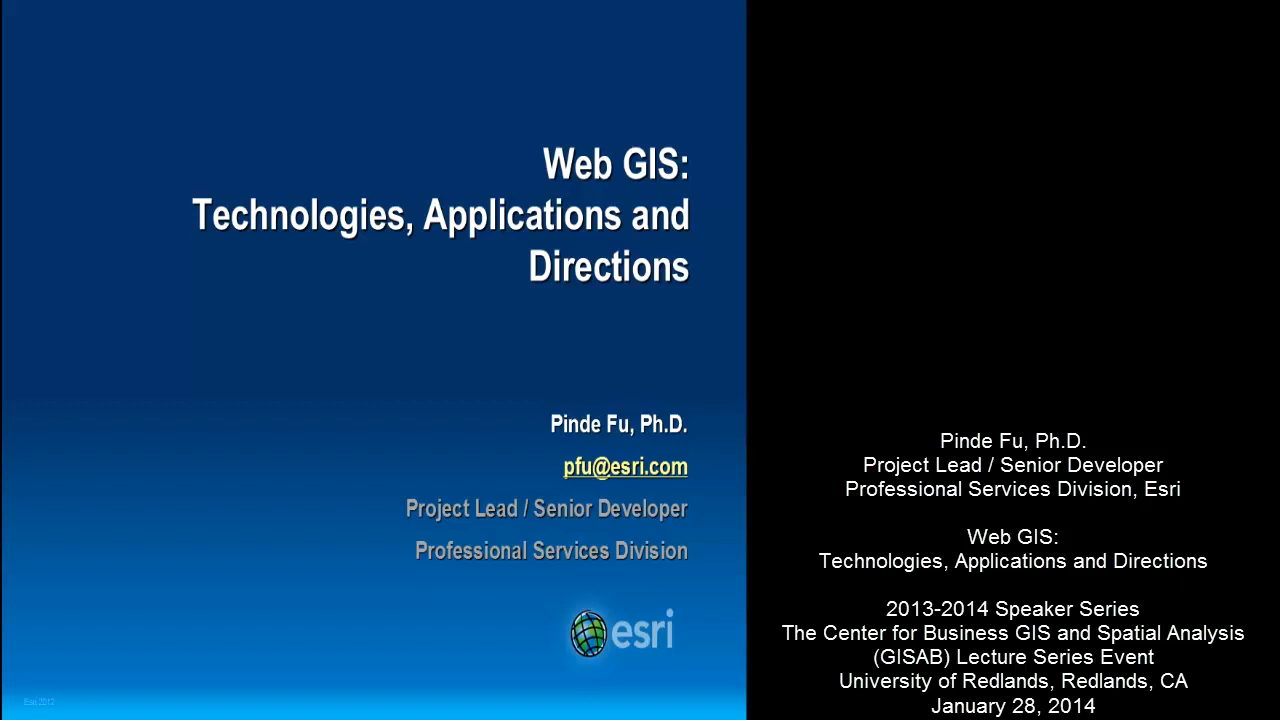 Web GIS:
Technologies, Applications and
Directions
Pinde Fu, Ph.D.
pfu@esri.com
Project Lead / Senior Developer
Professional Services Division
esri
Esri 2012
Pinde Fu, Ph.D.
Project Lead / Senior Developer
Professional Services Division, Esri
Web GIS:
Technologies, Applications and Directions
2013-2014 Speaker Series
The Center for Business GIS and Spatial Analysis
(GISAB) Lecture Series Event
University of Redlands, Redlands, CA
January 28, 2014